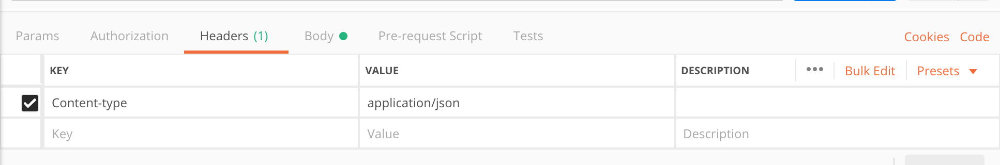 Params Authorization Headers (1) Body Pre-request Script Tests Cookies Code
KEY VALUE DESCRIPTION ••• Bulk Edit Presets
Content-type application/json
Key Value Description